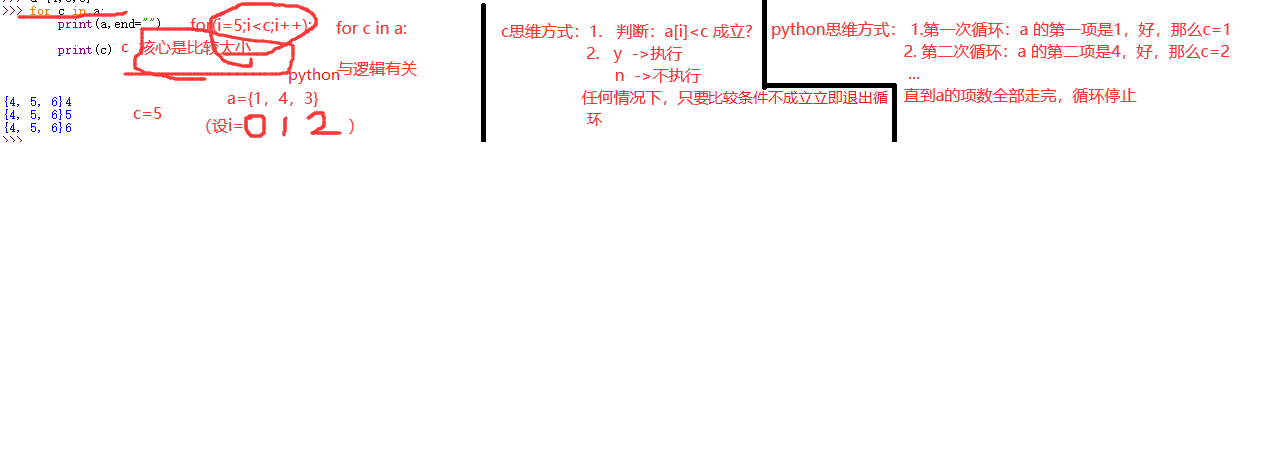 >>> for c in a:
print(a,end="")
print(c)
{4, 5, 6}4
{4, 5, 6}5
{4, 5, 6}6
>>>
for(i=5;i<c;i++);
c 核心是比较大小
python
for c in a:
与逻辑有关
a={1，4，3}
c=5
(设i=0 1 2 )
c思维方式：1. 判断：a[i]<c 成立?
2. y ->执行
n ->不执行
任何情况下，只要比较条件不成立立即退出循
环
python思维方式： 1.第一次循环：a 的第一项是1，好，那么c=1
2. 第二次循环：a 的第二项是4，好，那么c=2
...
直到a的项数全部走完，循环停止